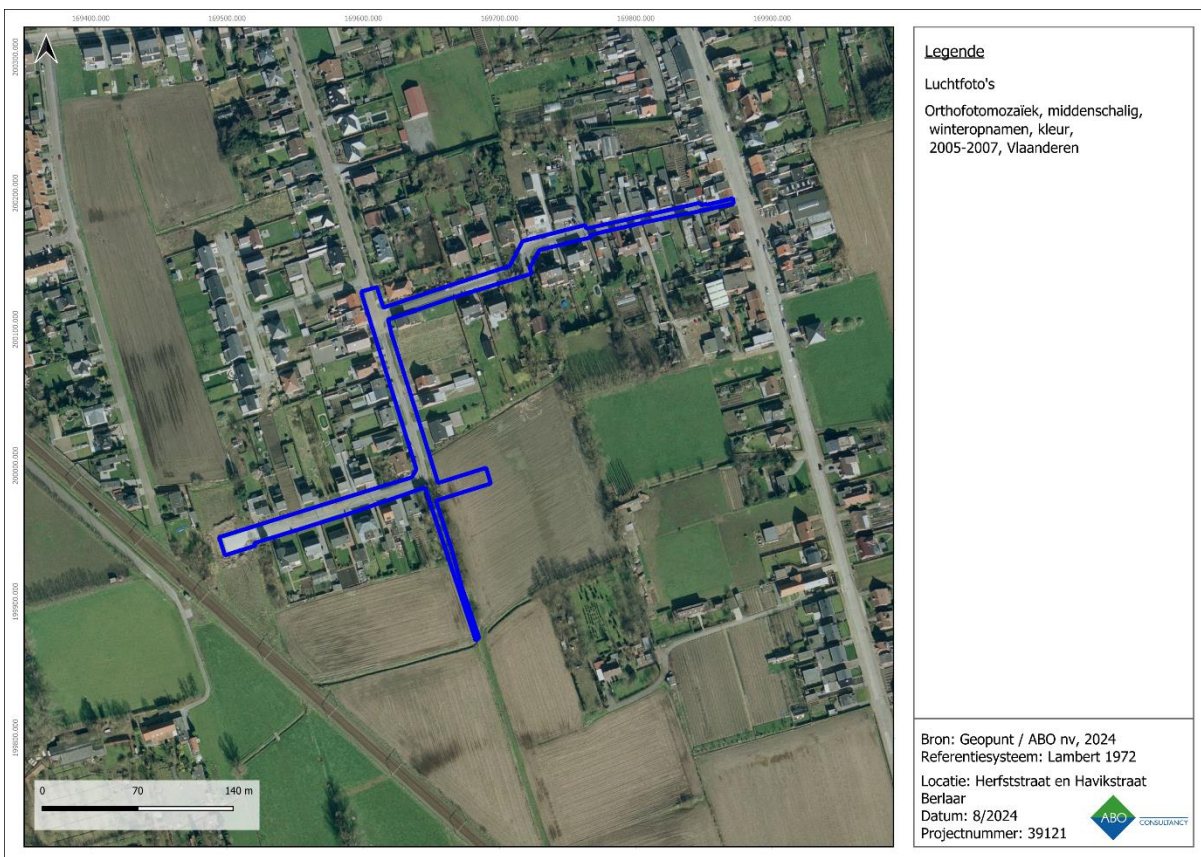 169400.000 169500.000 169600.000 169700.000 169800.000 169900.000
200300.000
200200.000
200100.000
200000.000
199900.000
199800.000
0 70 140 m
Legende
Luchtfoto's
Orthofotomozaïek, middenschalig,
winteropnamen, kleur,
2005-2007, Vlaanderen
Bron: Geopunt / ABO nv, 2024
Referentiesysteem: Lambert 1972
Locatie: Herfststraat en Havikstraat
Berlaar
Datum: 8/2024
Projectnummer: 39121
ABO CONSULTANCY